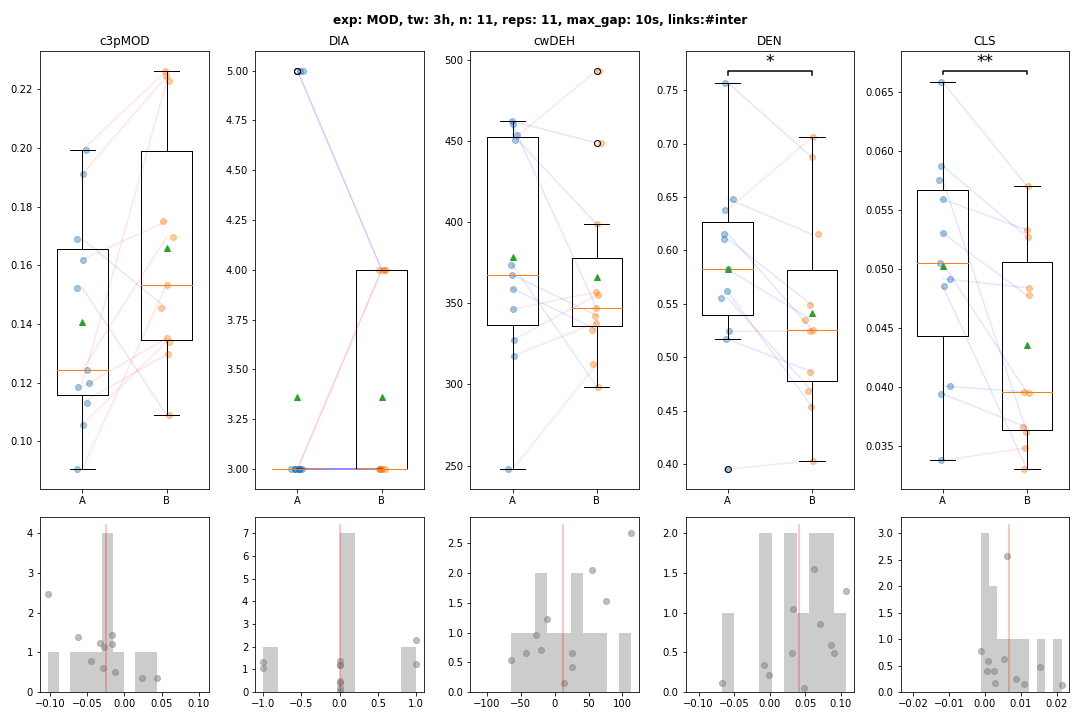 exp: MOD, tw: 3h, n: 11, reps: 11, max_gap: 10s, links:#inter
c3pMOD DIA cwDEH DEN CLS
* **
0.22 0.20 0.18 0.16 0.14 0.12 0.10
5.00 4.75 4.50 4.25 4.00 3.75 3.50 3.25 3.00
500 450 400 350 300 250
0.75 0.70 0.65 0.60 0.55 0.50 0.45 0.40
0.065 0.060 0.055 0.050 0.045 0.040 0.035
A B A B A B A B A B
4 3 2 1 0
7 6 5 4 3 2 1 0
2.5 2.0 1.5 1.0 0.5 0.0
2.0 1.5 1.0 0.5 0.0
3.0 2.5 2.0 1.5 1.0 0.5 0.0
−0.10 −0.05 0.00 0.05 0.10
−1.0 −0.5 0.0 0.5 1.0
−100 −50 0 50 100
−0.10 −0.05 0.00 0.05 0.10
−0.02 −0.01 0.00 0.01 0.02